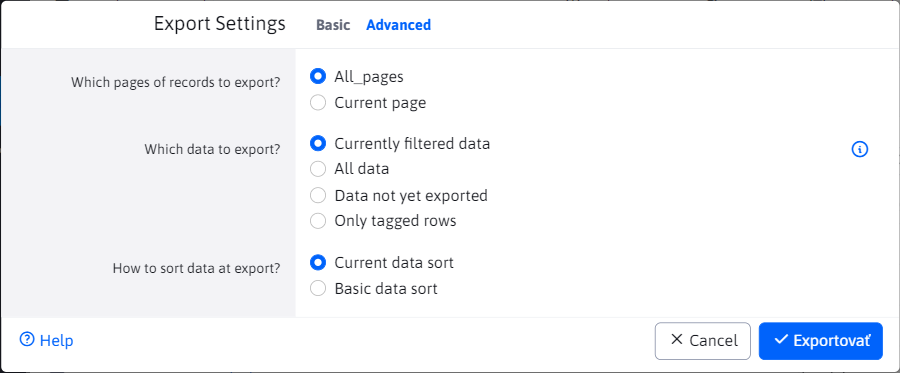 Export Settings Basic Advanced
Which pages of records to export?
All_pages
Current page
Which data to export?
Currently filtered data
All data
Data not yet exported
Only tagged rows
How to sort data at export?
Current data sort
Basic data sort
Help
Cancel
Exportovať